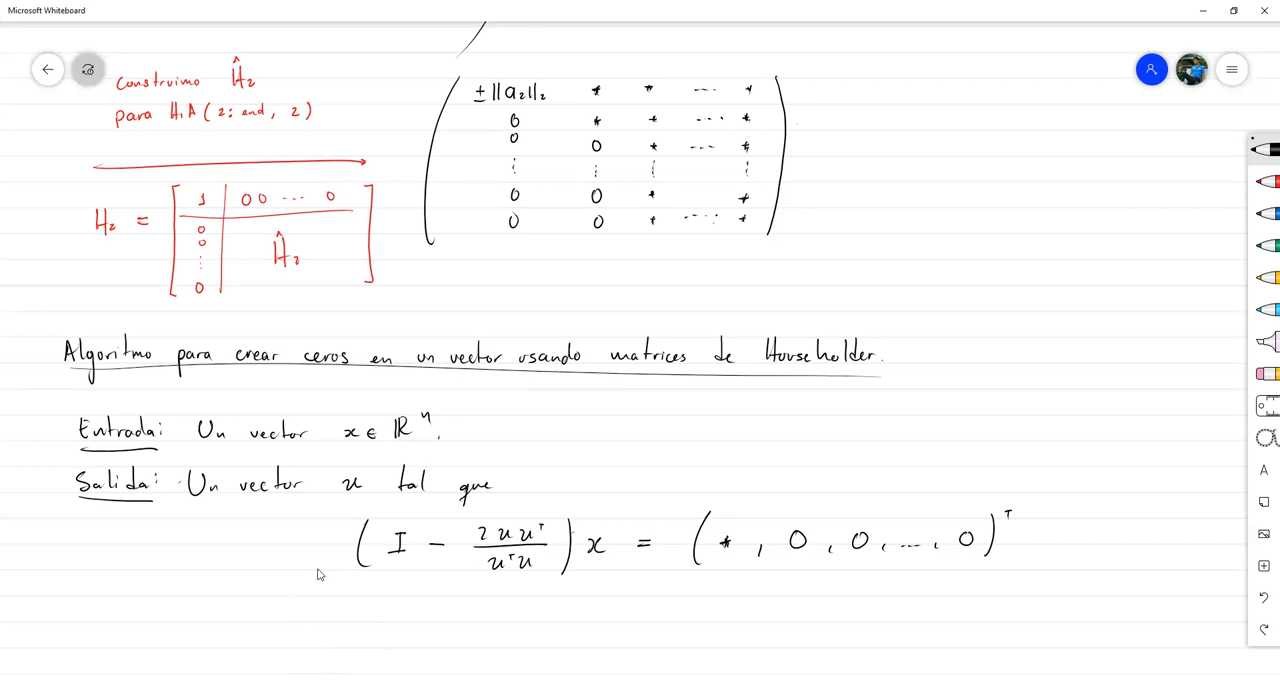 Microsoft Whiteboard
Construimo Ĥ₂
para H₁A(2:end, 2)
H₂ = [ 1 | 0 0 ... 0
0
0
⋮ Ĥ₂
0 ]
± ||a₂||₂ * * ... *
0 * * ... *
0 0 * ... *
⋮ ⋮ ⋮ ⋮
0 0 * *
0 0 * ... *
Algoritmo para crear ceros en un vector usando matrices de Householder.
Entrada: Un vector x ∈ ℝⁿ.
Salida: Un vector u tal que
( I - 2uuᵀ / uᵀu ) x = ( *, 0, 0, ..., 0 )ᵀ
A